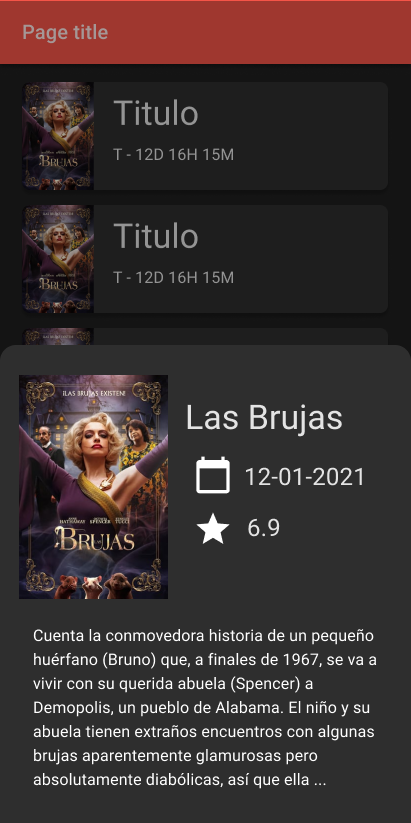 Page title
Titulo
T - 12D 16H 15M
BRUJAS
Titulo
T - 12D 16H 15M
BRUJAS
¡LAS BRUJAS EXISTEN!
Las Brujas
12-01-2021
6.9
HATHAWAY SPENCER TUCCI
BRUJAS
Cuenta la conmovedora historia de un pequeño
huérfano (Bruno) que, a finales de 1967, se va a
vivir con su querida abuela (Spencer) a
Demopolis, un pueblo de Alabama. El niño y su
abuela tienen extraños encuentros con algunas
brujas aparentemente glamurosas pero
absolutamente diabólicas, así que ella ...